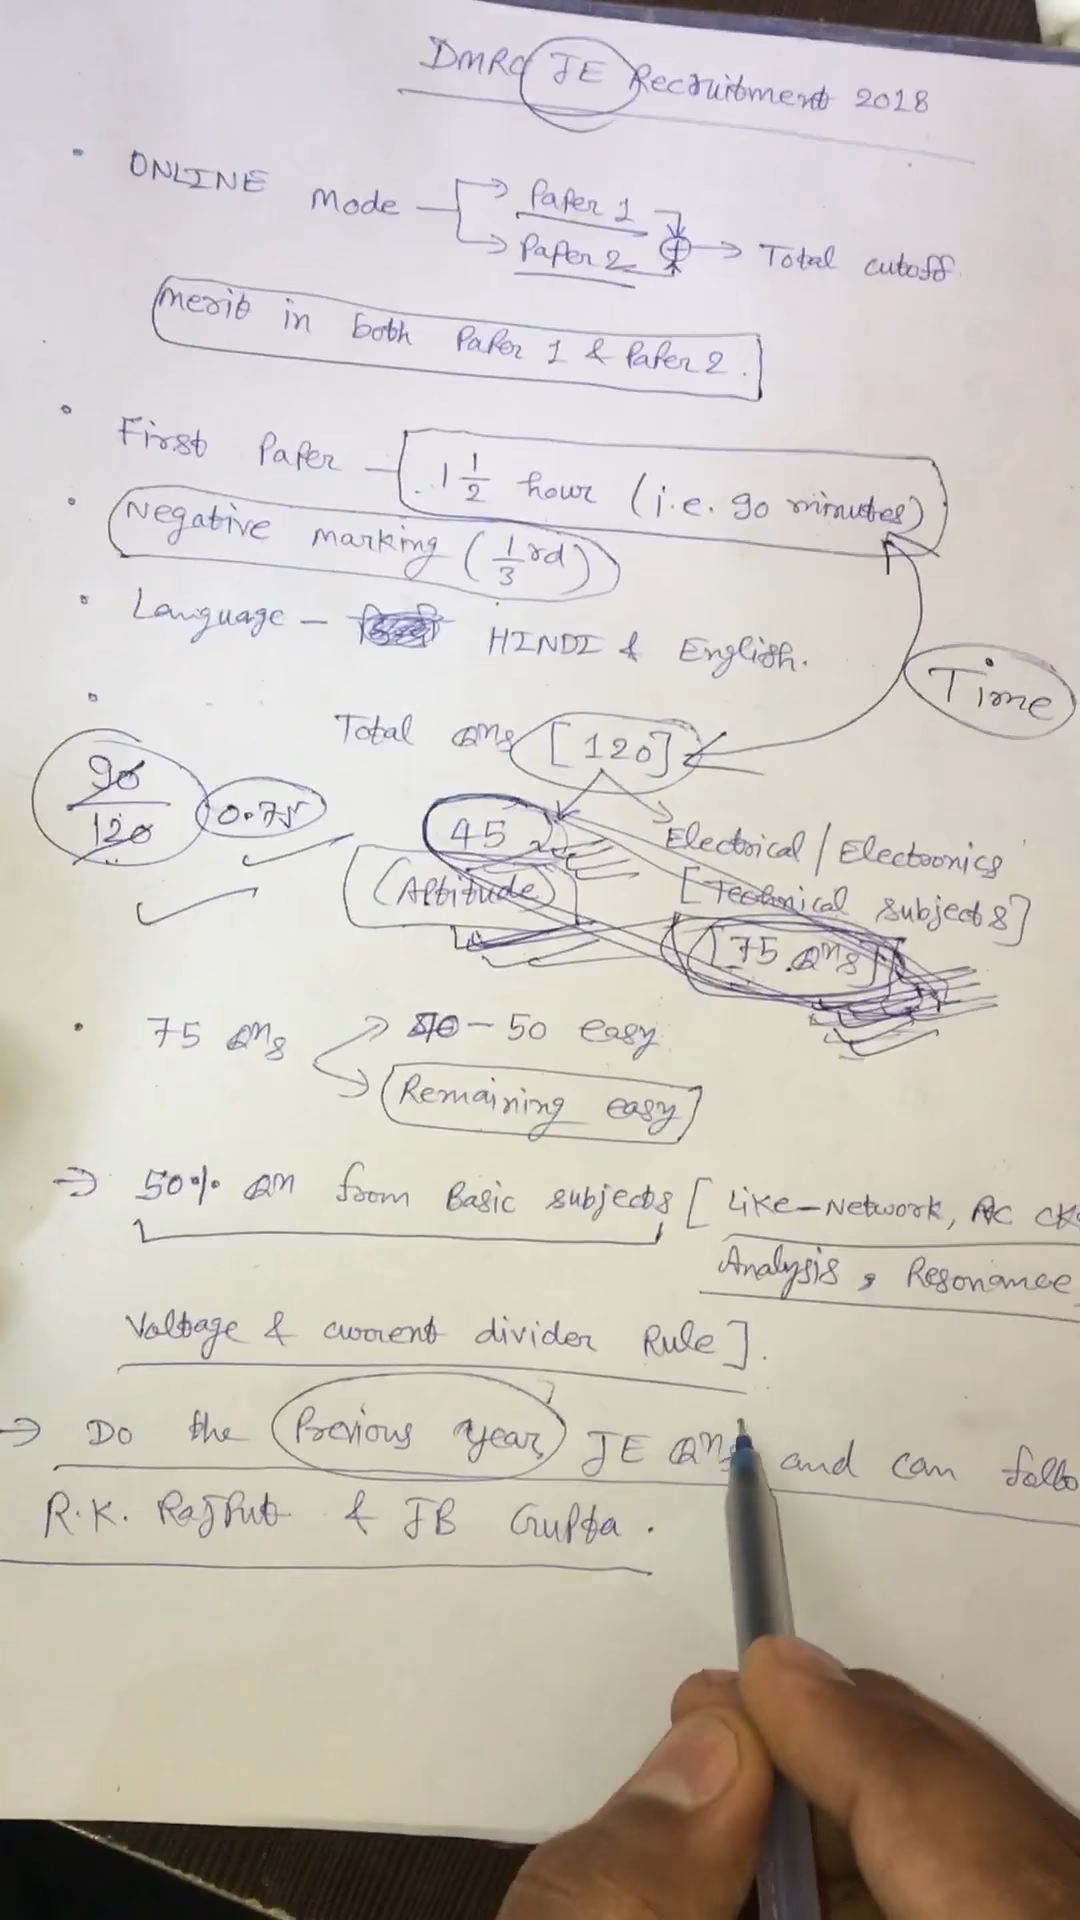 DMRC JE Recruitment 2018
ONLINE Mode → Paper 1
→ Paper 2
+ → Total cutoff
Merit in both Paper 1 & Paper 2.
First Paper – 1 1/2 hour (i.e. 90 minutes)
Negative marking (1/3 rd)
Language – HINDI & English.
Time
Total Qns [120]
90/120 0.75
45 Electrical / Electronics
(Aptitude) [Technical subjects]
[75 Qns]
75 Qns → – 50 easy
→ Remaining easy
→ 50% Qn from Basic subjects [Like – Network, AC
Analysis, Resonance,
Voltage & current divider Rule].
→ Do the Previous year JE Qns and can
R.K. Rajput & JB Gupta.